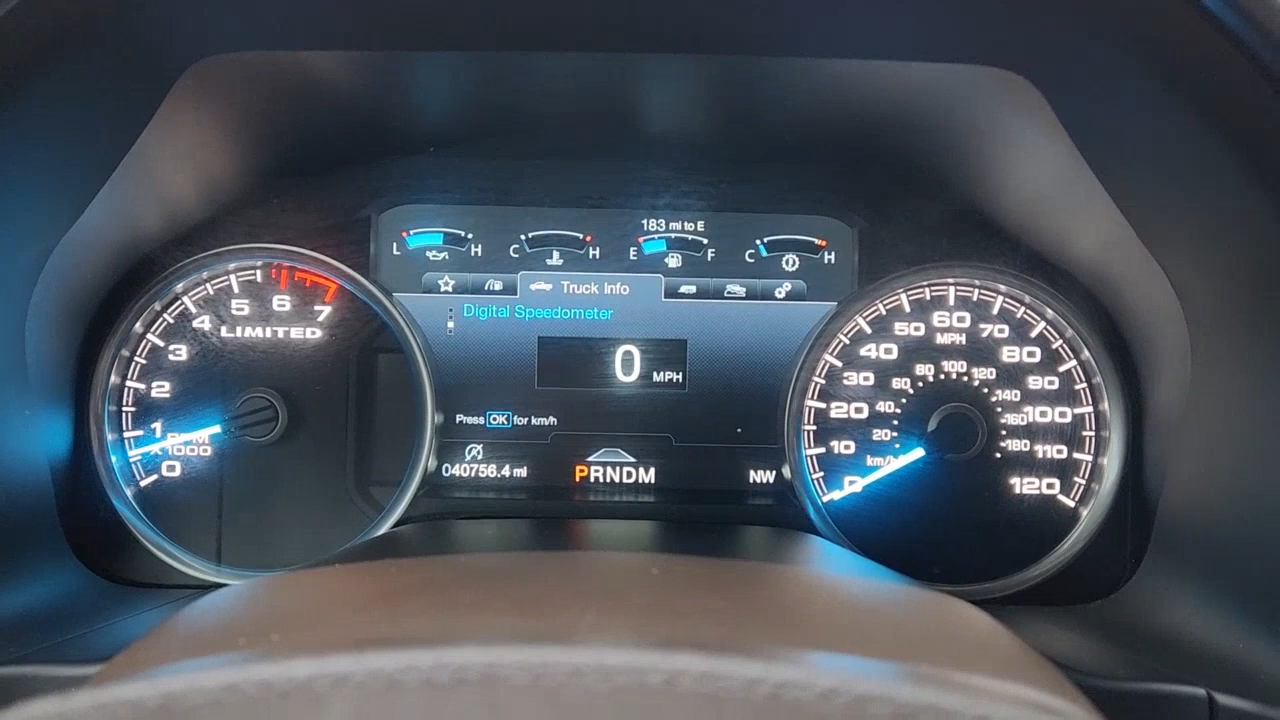 183 mi to E
L H C H E F C H
Truck Info
Digital Speedometer
0 MPH
Press OK for km/h
040756.4 mi
PRNDM
NW
0 1 2 3 4 5 6 7
LIMITED
RPM
X 1000
0 10 20 30 40 50 60 70 80 90 100 110 120
MPH
20 40 60 80 100 120 140 160 180
km/h